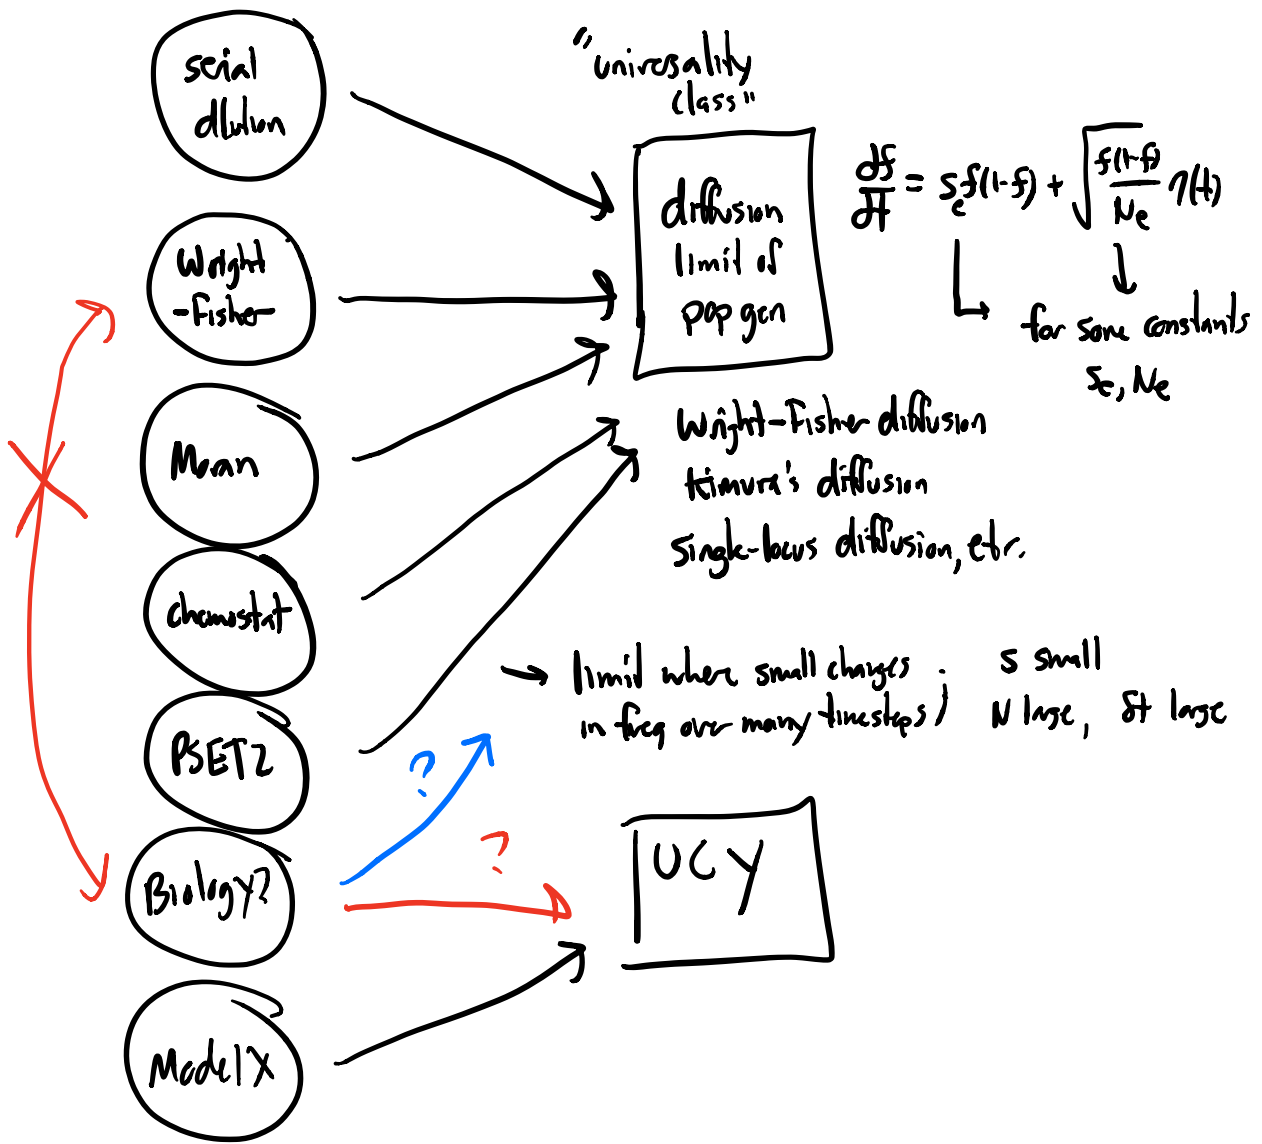 serial
dlution
Wright
-Fisher
Moran
chemostat
PSET2
Biology?
Model X
"universality
class"
diffusion
limit of
pop gen
df/dt = s_e f(1-f) + √(f(1-f)/N_e) η(t)
for some constants
s_e, N_e
Wright-Fisher diffusion
Kimura's diffusion
Single-locus diffusion, etc.
→ limit where small changes ; s small
in freq over many timesteps N large, δt large
?
?
UCY